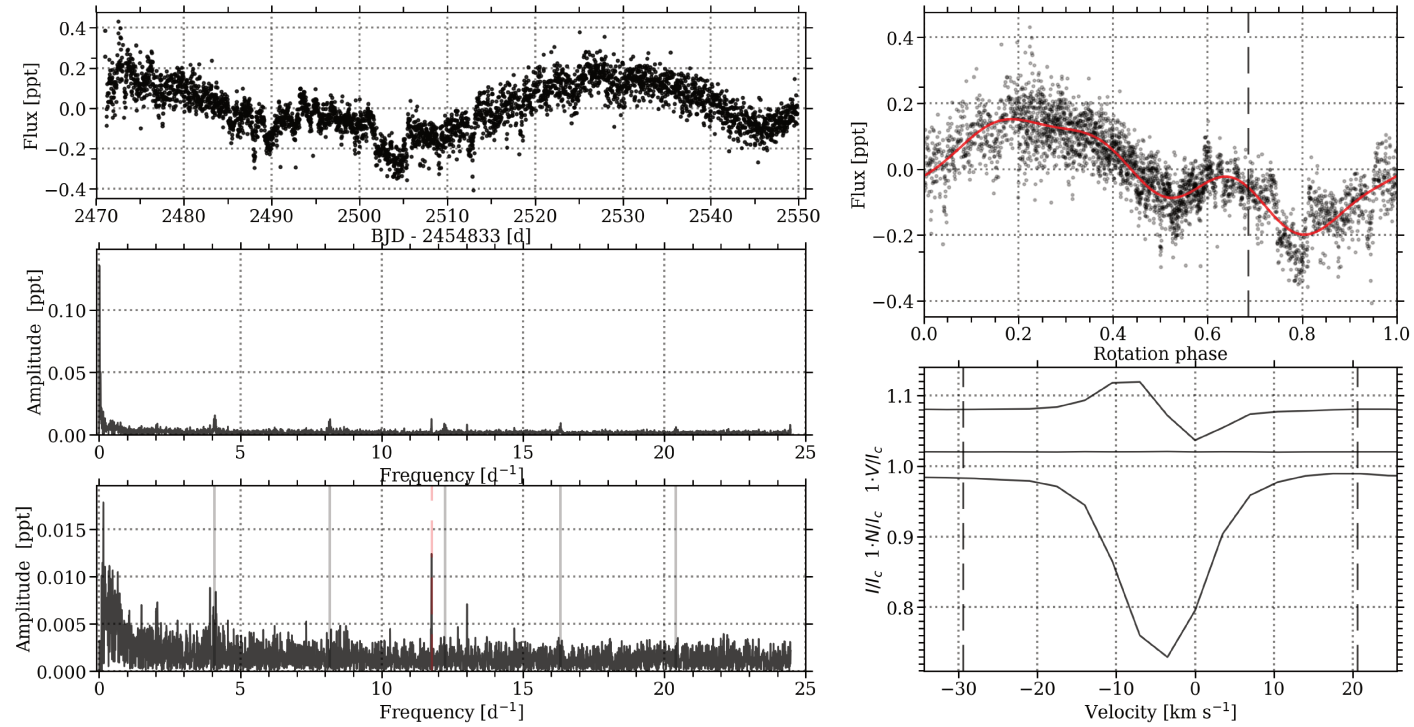 Flux [ppt]
0.4
0.2
0.0
−0.2
−0.4
2470 2480 2490 2500 2510 2520 2530 2540 2550
BJD - 2454833 [d]
Amplitude [ppt]
0.10
0.05
0.00
0 5 10 15 20 25
Frequency [d⁻¹]
Amplitude [ppt]
0.015
0.010
0.005
0.000
0 5 10 15 20 25
Frequency [d⁻¹]
Flux [ppt]
0.4
0.2
0.0
−0.2
−0.4
0.0 0.2 0.4 0.6 0.8 1.0
Rotation phase
I/I_c 1·N/I_c 1·V/I_c
1.1
1.0
0.9
0.8
−30 −20 −10 0 10 20
Velocity [km s⁻¹]